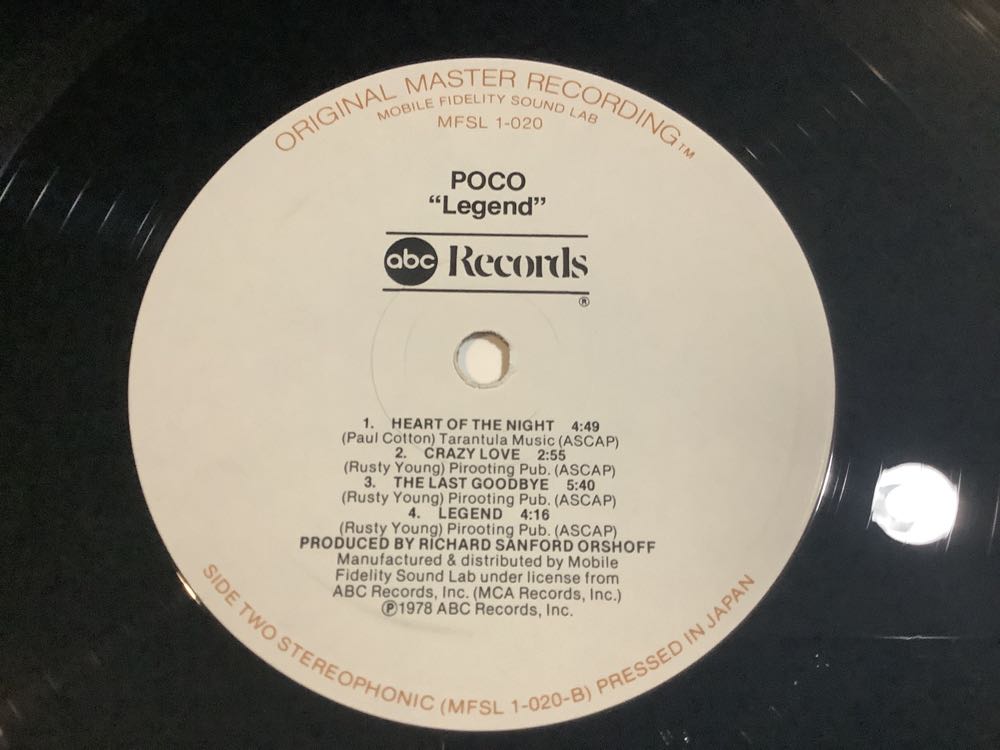 ORIGINAL MASTER RECORDING™
MOBILE FIDELITY SOUND LAB
MFSL 1-020
POCO
“Legend”
abc Records
®
1. HEART OF THE NIGHT 4:49
(Paul Cotton) Tarantula Music (ASCAP)
2. CRAZY LOVE 2:55
(Rusty Young) Pirooting Pub. (ASCAP)
3. THE LAST GOODBYE 5:40
(Rusty Young) Pirooting Pub. (ASCAP)
4. LEGEND 4:16
(Rusty Young) Pirooting Pub. (ASCAP)
PRODUCED BY RICHARD SANFORD ORSHOFF
Manufactured & distributed by Mobile
Fidelity Sound Lab under license from
ABC Records, Inc. (MCA Records, Inc.)
℗1978 ABC Records, Inc.
SIDE TWO STEREOPHONIC (MFSL 1-020-B) PRESSED IN JAPAN